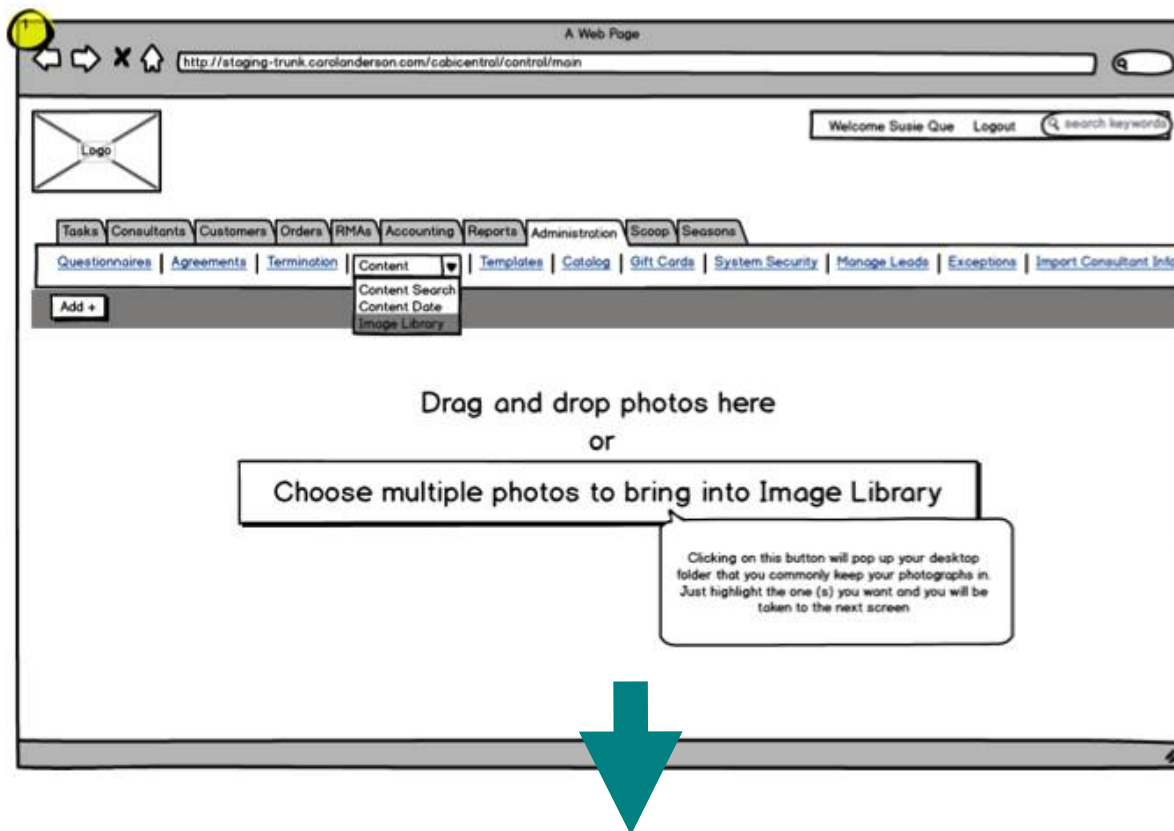 1
A Web Page
http://staging-trunk.carolanderson.com/cabicentral/control/main
Logo
Welcome Susie Que Logout search keywords
Tasks Consultants Customers Orders RMAs Accounting Reports Administration Scoop Seasons
Questionnaires | Agreements | Termination | Content | Templates | Catalog | Gift Cards | System Security | Manage Leads | Exceptions | Import Consultant Info
Add +
Content Search
Content Date
Image Library
Drag and drop photos here
or
Choose multiple photos to bring into Image Library
Clicking on this button will pop up your desktop
folder that you commonly keep your photographs in.
Just highlight the one (s) you want and you will be
taken to the next screen